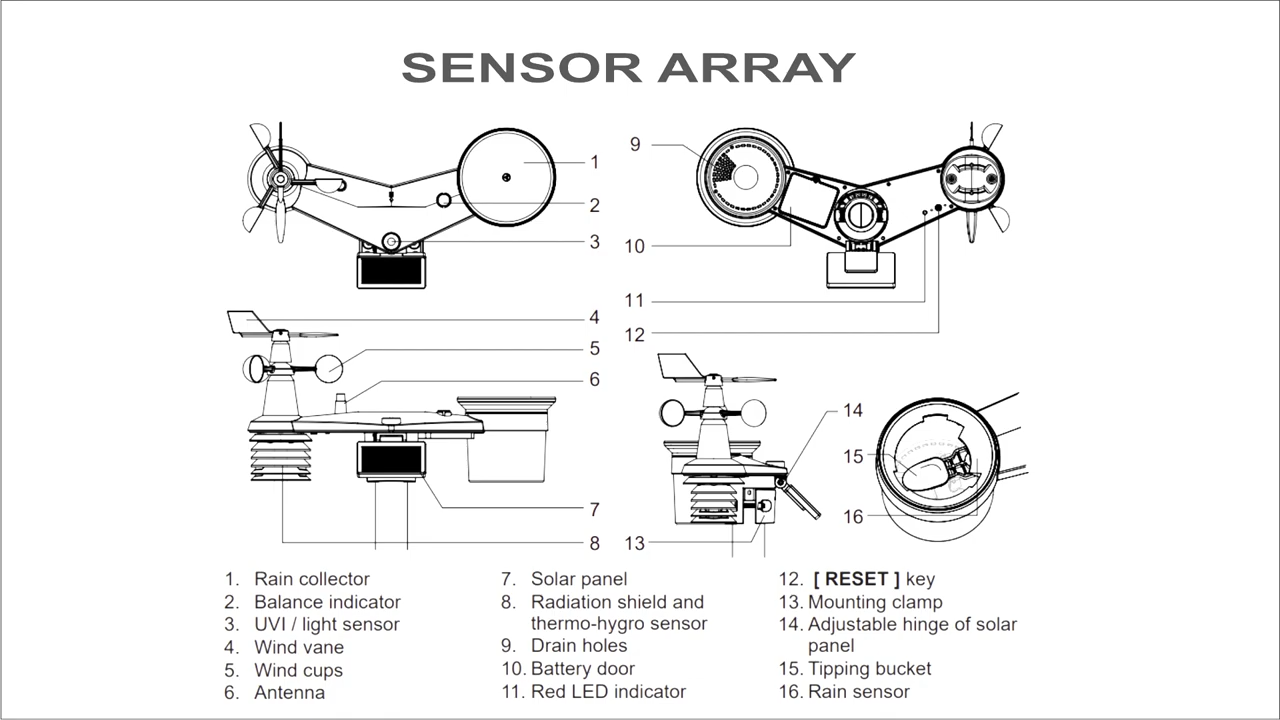 SENSOR ARRAY
1
2
3
4
5
6
7
8
9
10
11
12
13
14
15
16
1. Rain collector
2. Balance indicator
3. UVI / light sensor
4. Wind vane
5. Wind cups
6. Antenna
7. Solar panel
8. Radiation shield and
thermo-hygro sensor
9. Drain holes
10. Battery door
11. Red LED indicator
12. [ RESET ] key
13. Mounting clamp
14. Adjustable hinge of solar
panel
15. Tipping bucket
16. Rain sensor